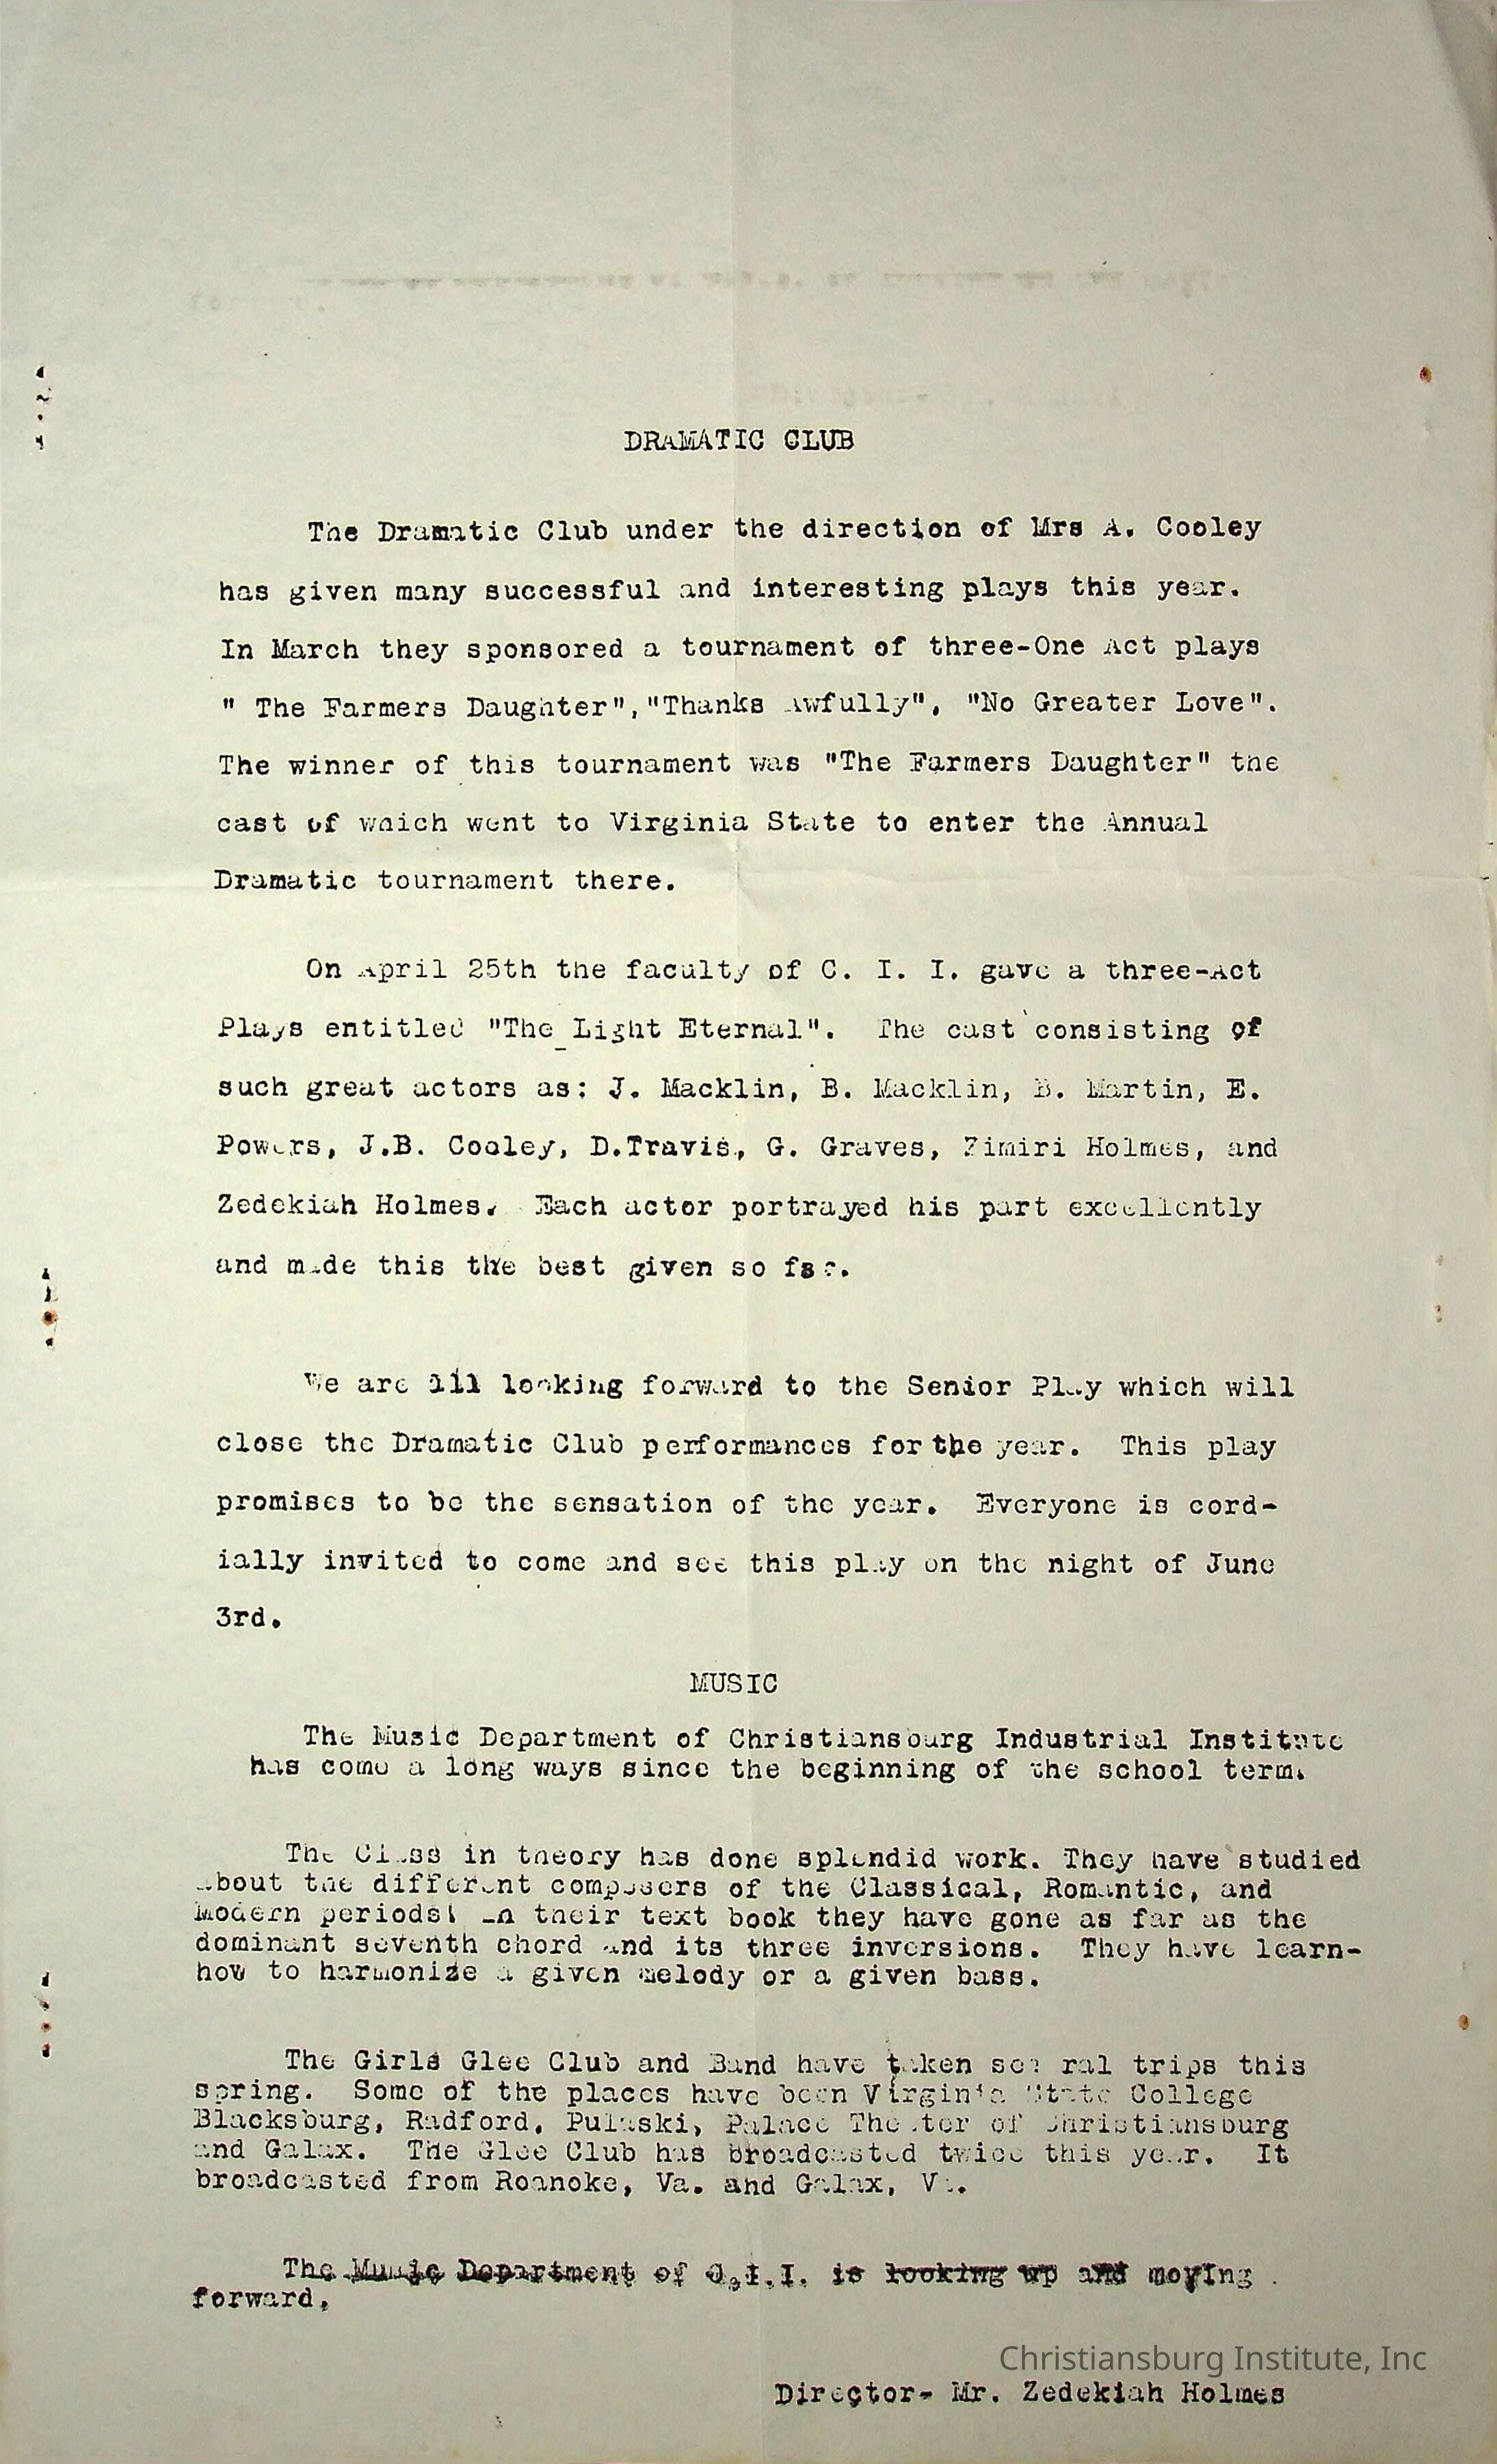 DRAMATIC CLUB
The Dramatic Club under the direction of Mrs A. Cooley
has given many successful and interesting plays this year.
In March they sponsored a tournament of three-One Act plays
" The Farmers Daughter","Thanks Awfully", "No Greater Love".
The winner of this tournament was "The Farmers Daughter" the
cast of which went to Virginia State to enter the Annual
Dramatic tournament there.
On April 25th the faculty of C. I. I. gave a three-Act
Plays entitled "The Light Eternal". The cast consisting of
such great actors as: J. Macklin, B. Macklin, B. Martin, E.
Powers, J.B. Cooley, D.Travis, G. Graves, Zimiri Holmes, and
Zedekiah Holmes. Each actor portrayed his part excellently
and made this the best given so far.
We are all looking forward to the Senior Play which will
close the Dramatic Club performances for the year. This play
promises to be the sensation of the year. Everyone is cord-
ially invited to come and see this play on the night of June
3rd.
MUSIC
The Music Department of Christiansburg Industrial Institute
has come a long ways since the beginning of the school term.
The Class in theory has done splendid work. They have studied
about the different composers of the Classical, Romantic, and
Modern periods! In their text book they have gone as far as the
dominant seventh chord and its three inversions. They have learn-
how to harmonize a given melody or a given bass.
The Girls Glee Club and Band have taken several trips this
spring. Some of the places have been Virginia State College
Blacksburg, Radford, Pulaski, Palace Theater of Christiansburg
and Galax. The Glee Club has broadcasted twice this year. It
broadcasted from Roanoke, Va. and Galax, Va.
The Music Department of C.I.I. is looking up and moving
forward.
Christiansburg Institute, Inc
Director- Mr. Zedekiah Holmes